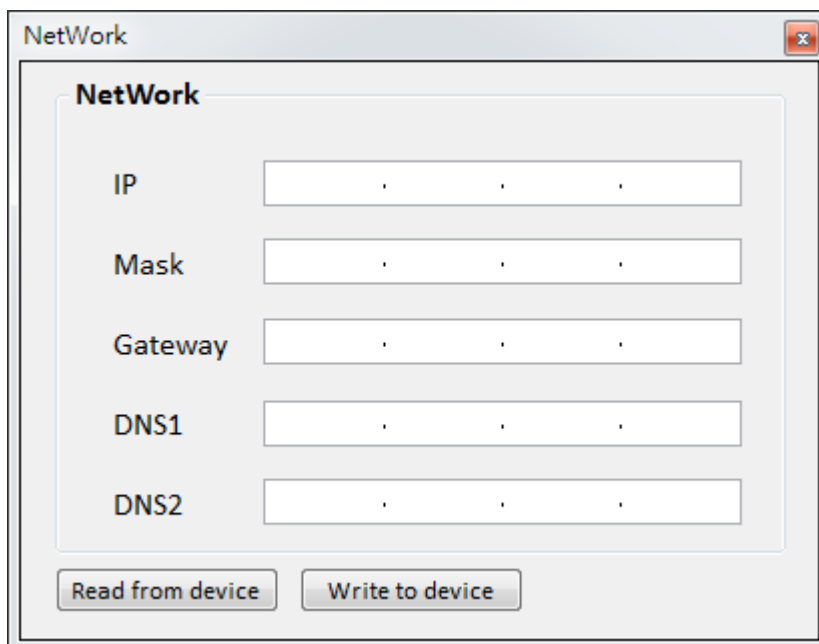 NetWork
NetWork
IP . . .
Mask . . .
Gateway . . .
DNS1 . . .
DNS2 . . .
Read from device Write to device